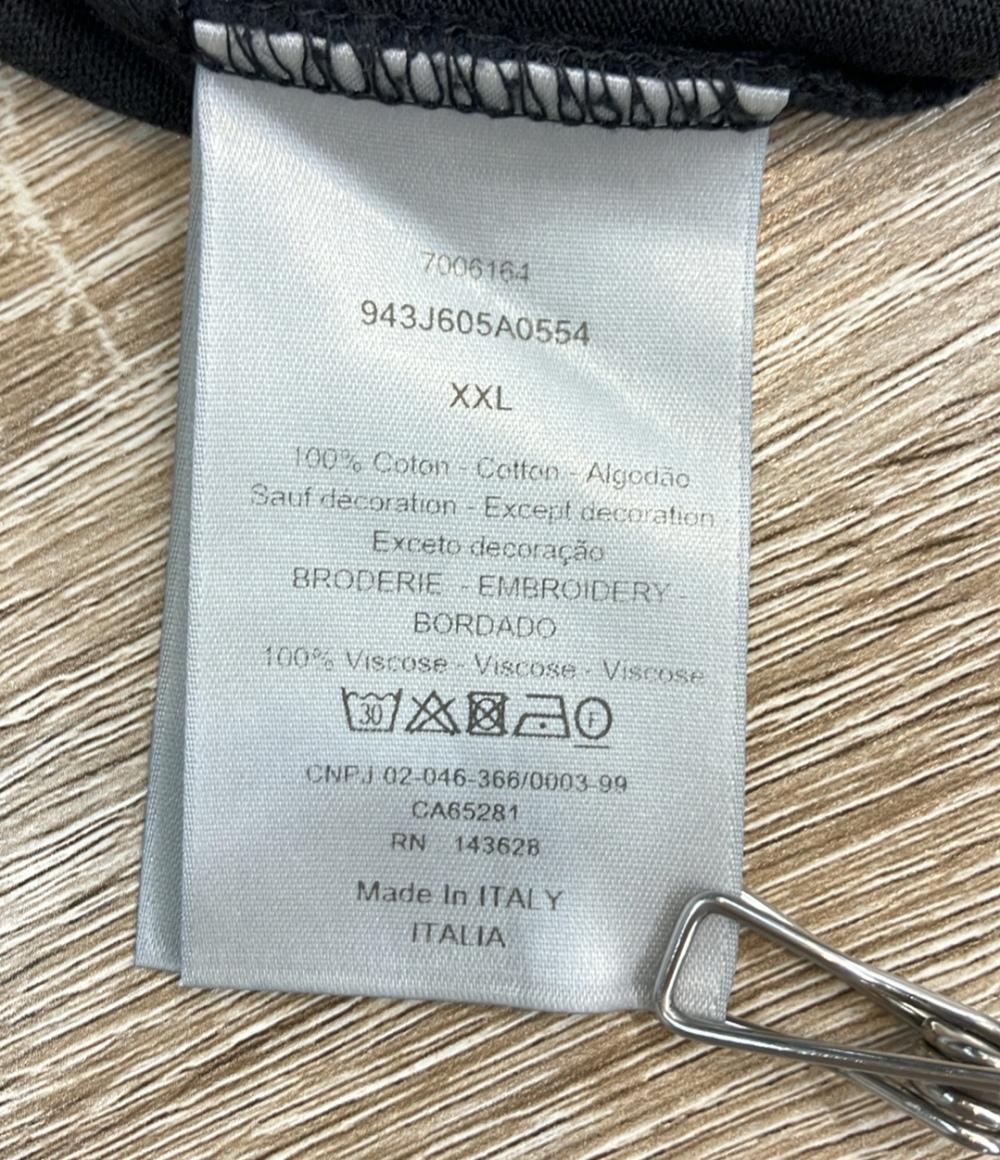 7006164
943J605A0554
XXL
100% Coton - Cotton - Algodão
Sauf décoration - Except decoration
Exceto decoração
BRODERIE - EMBROIDERY -
BORDADO
100% Viscose - Viscose - Viscose
30 F
CNPJ 02-046-366/0003-99
CA65281
RN 143628
Made In ITALY
ITALIA